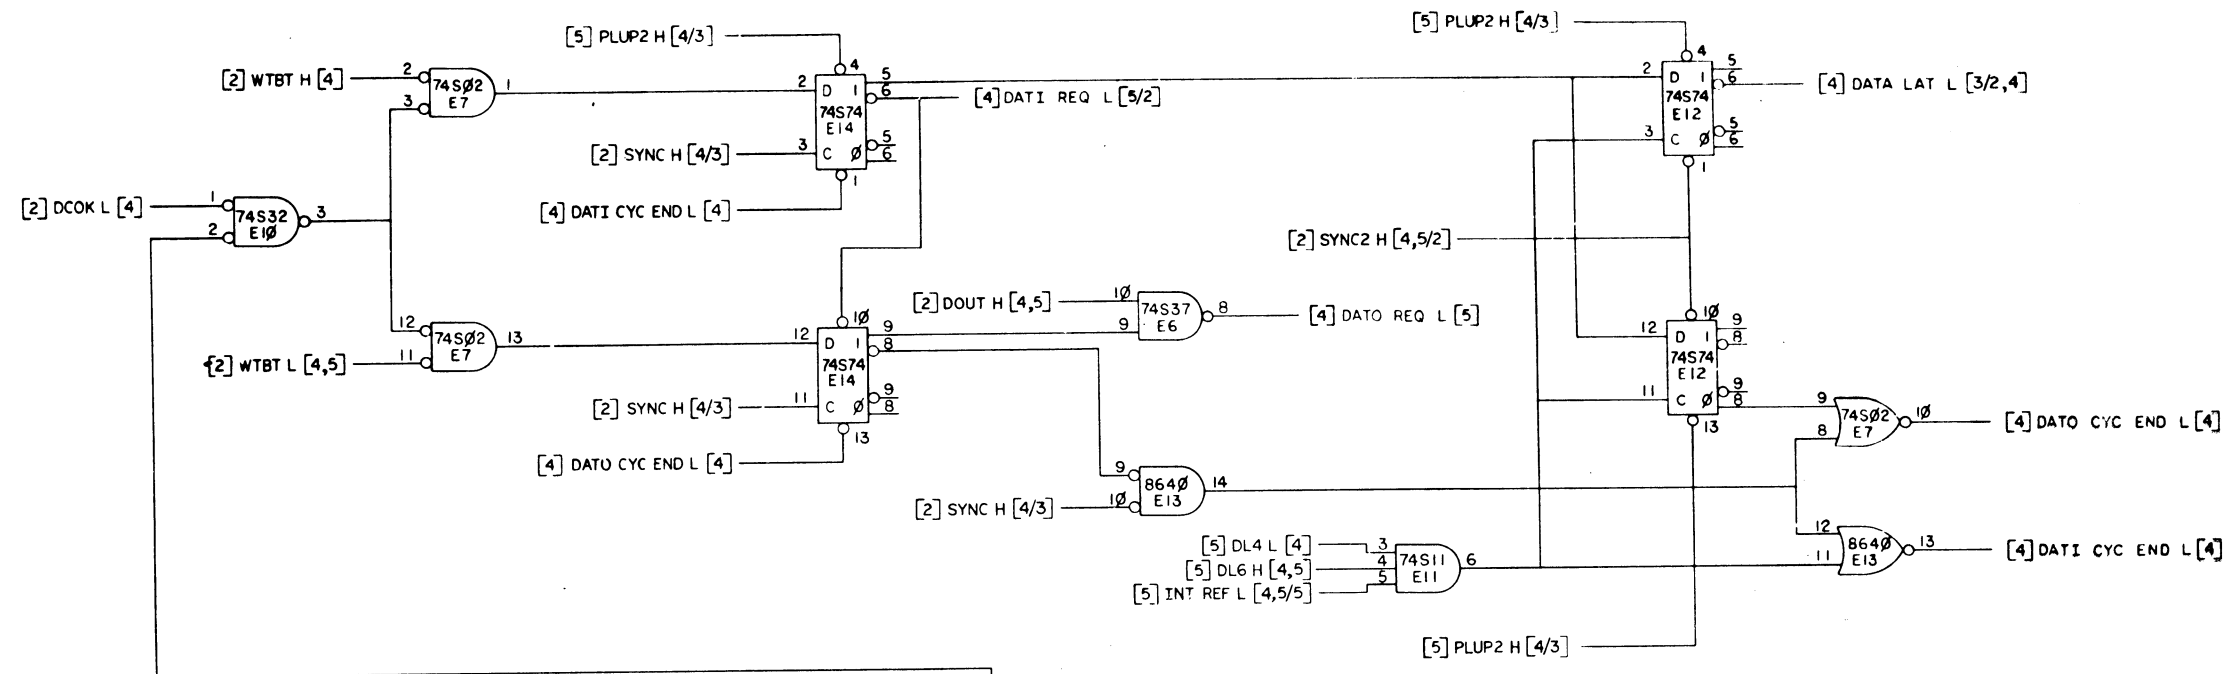 [5] PLUP2 H [4/3]
[5] PLUP2 H [4/3]
4
4
[2] WTBT H [4]
2
3
74SØ2
E7
1
2
D 1
74S74
E14
C Ø
5
6
5
6
3
1
[4] DATI REQ L [5/2]
2
D 1
74S74
E12
C Ø
5
6
5
6
3
1
[4] DATA LAT L [3/2,4]
[2] SYNC H [4/3]
[2] DCOK L [4]
1
2
74S32
E1Ø
3
[4] DATI CYC END L [4]
[2] SYNC2 H [4,5/2]
[2] DOUT H [4,5]
1Ø
9
74S37
E6
8
[4] DATO REQ L [5]
12
11
74SØ2
E7
13
[2] WTBT L [4,5]
1Ø
12
D 1
74S74
E14
C Ø
9
8
9
8
11
13
1Ø
12
D 1
74S74
E12
C Ø
9
8
9
8
11
13
[2] SYNC H [4/3]
9
8
74SØ2
E7
1Ø
[4] DATO CYC END L [4]
[4] DATO CYC END L [4]
9
1Ø
864Ø
E13
14
[2] SYNC H [4/3]
[5] DL4 L [4]
[5] DL6 H [4,5]
[5] INT REF L [4,5/5]
3
4
5
74S11
E11
6
12
11
864Ø
E13
13
[4] DATI CYC END L [4]
[5] PLUP2 H [4/3]